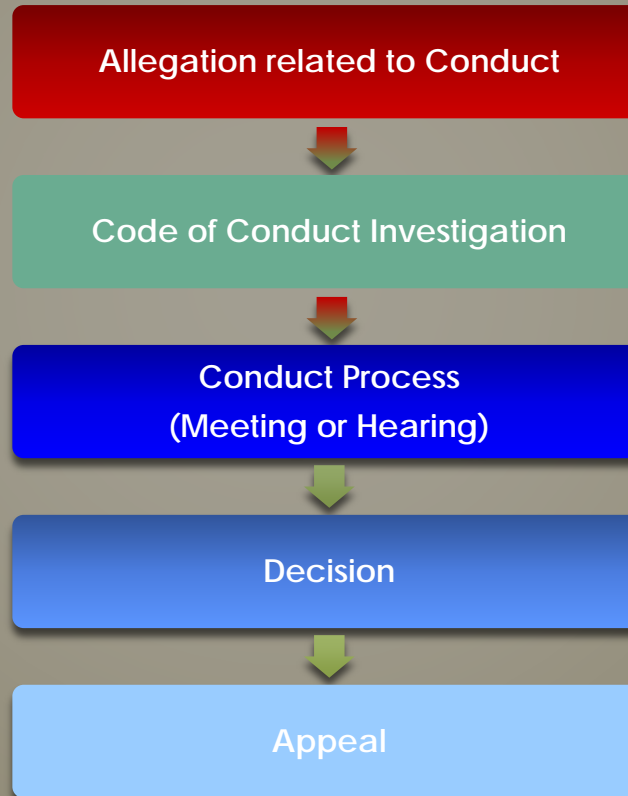 Allegation related to Conduct
Code of Conduct Investigation
Conduct Process
(Meeting or Hearing)
Decision
Appeal